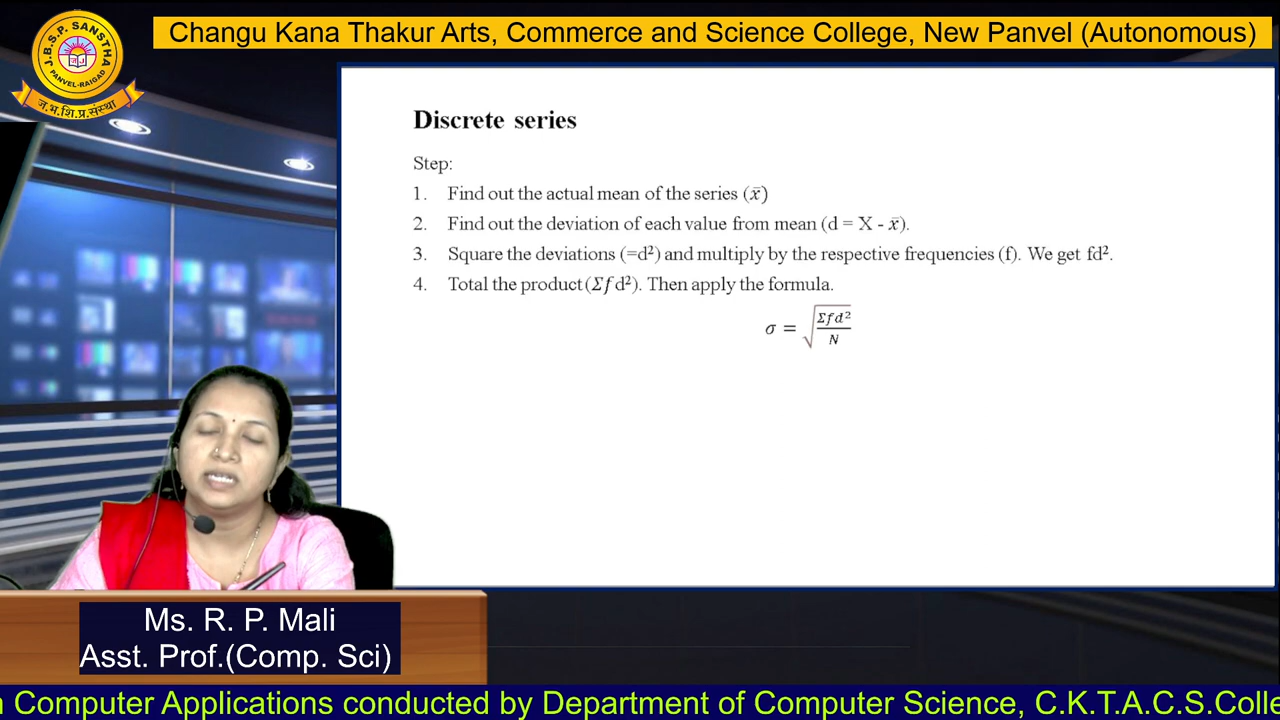 Changu Kana Thakur Arts, Commerce and Science College, New Panvel (Autonomous)
J.B.S.P. SANSTHA
PANVEL-RAIGAD
ज.भ.शि.प्र.संस्था
Discrete series
Step:
1. Find out the actual mean of the series (x̄)
2. Find out the deviation of each value from mean (d = X - x̄).
3. Square the deviations (=d²) and multiply by the respective frequencies (f). We get fd².
4. Total the product (Σf d²). Then apply the formula.
σ = √(Σfd²/N)
Ms. R. P. Mali
Asst. Prof.(Comp. Sci)
Computer Applications conducted by Department of Computer Science, C.K.T.A.C.S.Colle